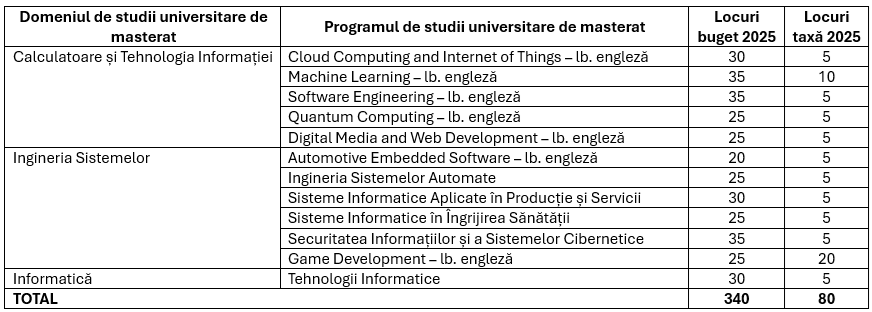 Domeniul de studii universitare de masterat Programul de studii universitare de masterat Locuri buget 2025 Locuri taxă 2025
Calculatoare și Tehnologia Informației Cloud Computing and Internet of Things – lb. engleză 30 5
Machine Learning – lb. engleză 35 10
Software Engineering – lb. engleză 35 5
Quantum Computing – lb. engleză 25 5
Digital Media and Web Development – lb. engleză 25 5
Ingineria Sistemelor Automotive Embedded Software – lb. engleză 20 5
Ingineria Sistemelor Automate 25 5
Sisteme Informatice Aplicate în Producție și Servicii 30 5
Sisteme Informatice în Îngrijirea Sănătății 25 5
Securitatea Informațiilor și a Sistemelor Cibernetice 35 5
Game Development – lb. engleză 25 20
Informatică Tehnologii Informatice 30 5
TOTAL 340 80